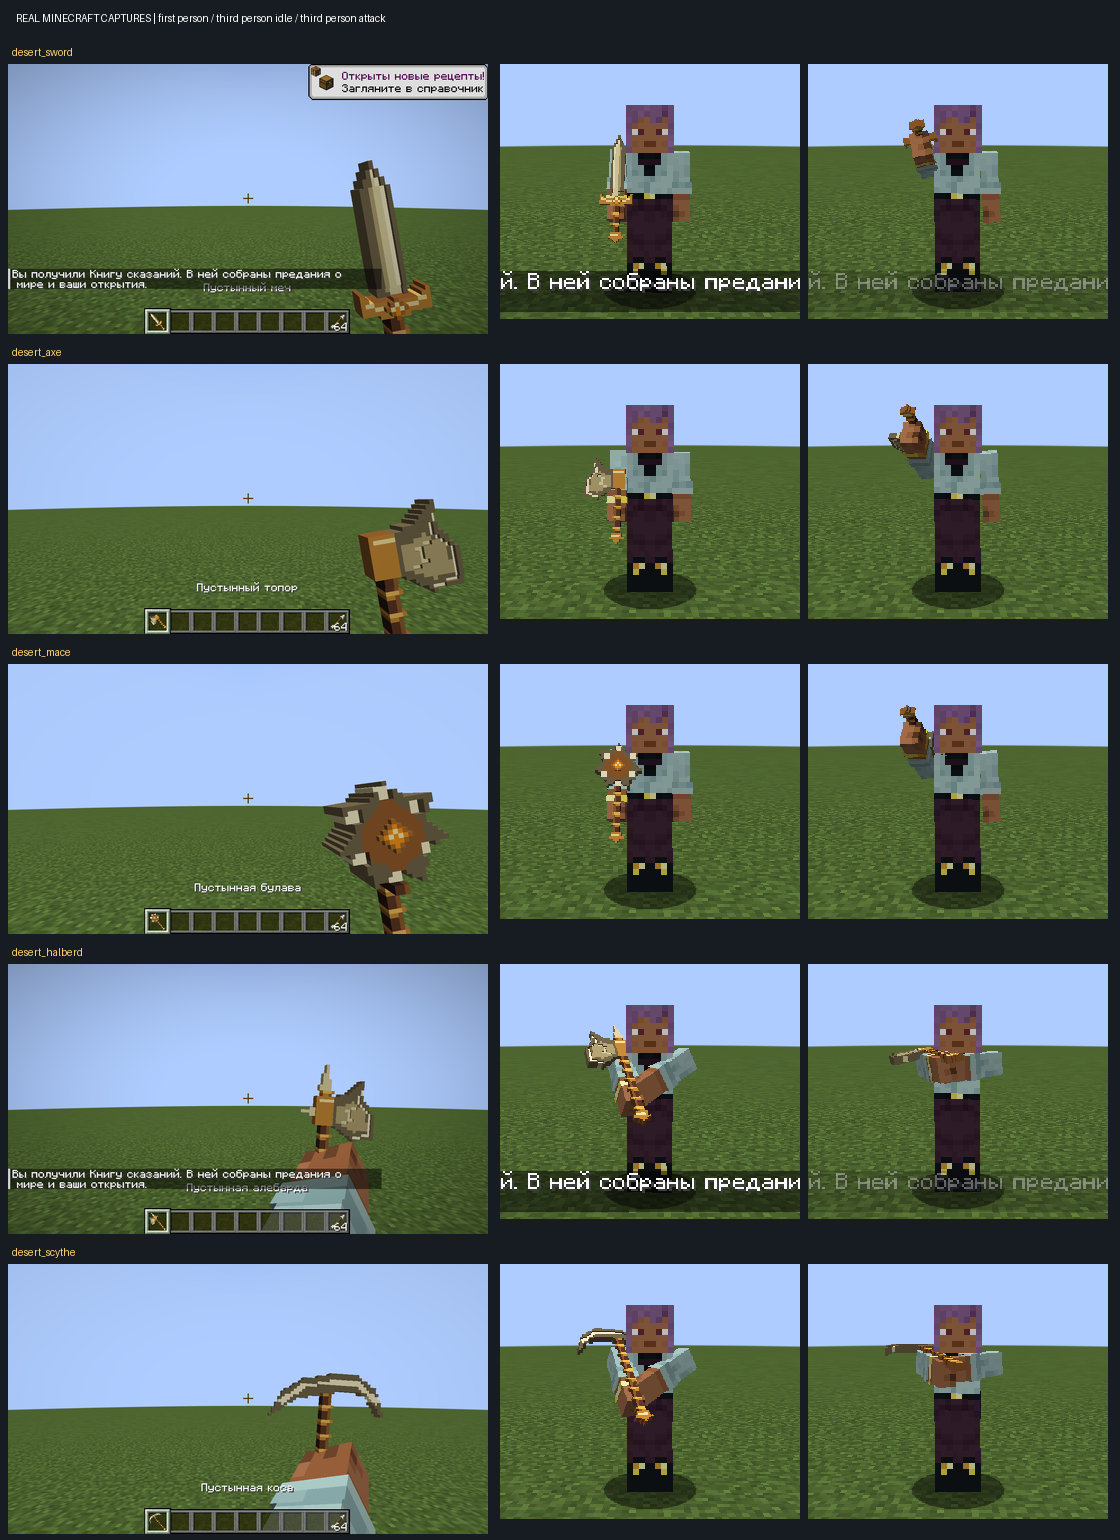 REAL MINECRAFT CAPTURES | first person / third person idle / third person attack
desert_sword
Открыты новые рецепты!
Загляните в справочник
Вы получили Книгу сказаний. В ней собраны предания о
мире и ваши открытия.
Пустынный меч
64
й. В ней собраны предани
й. В ней собраны предани
desert_axe
Пустынный топор
64
desert_mace
Пустынная булава
64
desert_halberd
Вы получили Книгу сказаний. В ней собраны предания о
мире и ваши открытия.
Пустынная алебарда
64
й. В ней собраны предани
й. В ней собраны предани
desert_scythe
Пустынная коса
64